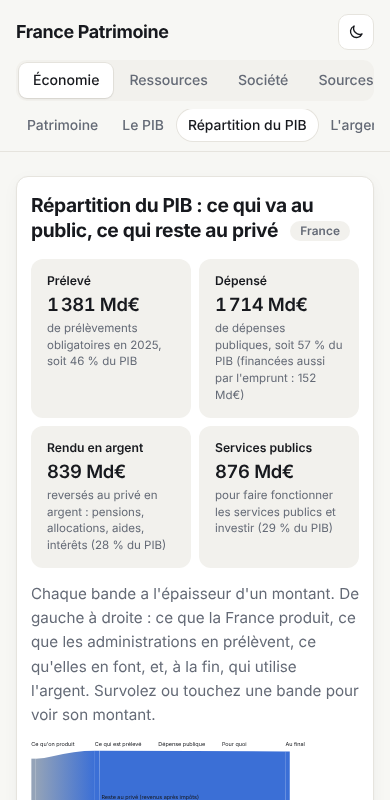 France Patrimoine
Économie Ressources Société Sources
Patrimoine Le PIB Répartition du PIB L'arger
Répartition du PIB : ce qui va au
public, ce qui reste au privé France
Prélevé
1 381 Md€
de prélèvements
obligatoires en 2025,
soit 46 % du PIB
Dépensé
1 714 Md€
de dépenses
publiques, soit 57 % du
PIB (financées aussi
par l'emprunt : 152
Md€)
Rendu en argent
839 Md€
reversés au privé en
argent : pensions,
allocations, aides,
intérêts (28 % du PIB)
Services publics
876 Md€
pour faire fonctionner
les services publics et
investir (29 % du PIB)
Chaque bande a l'épaisseur d'un montant. De
gauche à droite : ce que la France produit, ce
que les administrations en prélèvent, ce
qu'elles en font, et, à la fin, qui utilise
l'argent. Survolez ou touchez une bande pour
voir son montant.
Ce qu'on produit Ce qui est prélevé Dépense publique Pour quoi Au final
Reste au privé (revenus après impôts)